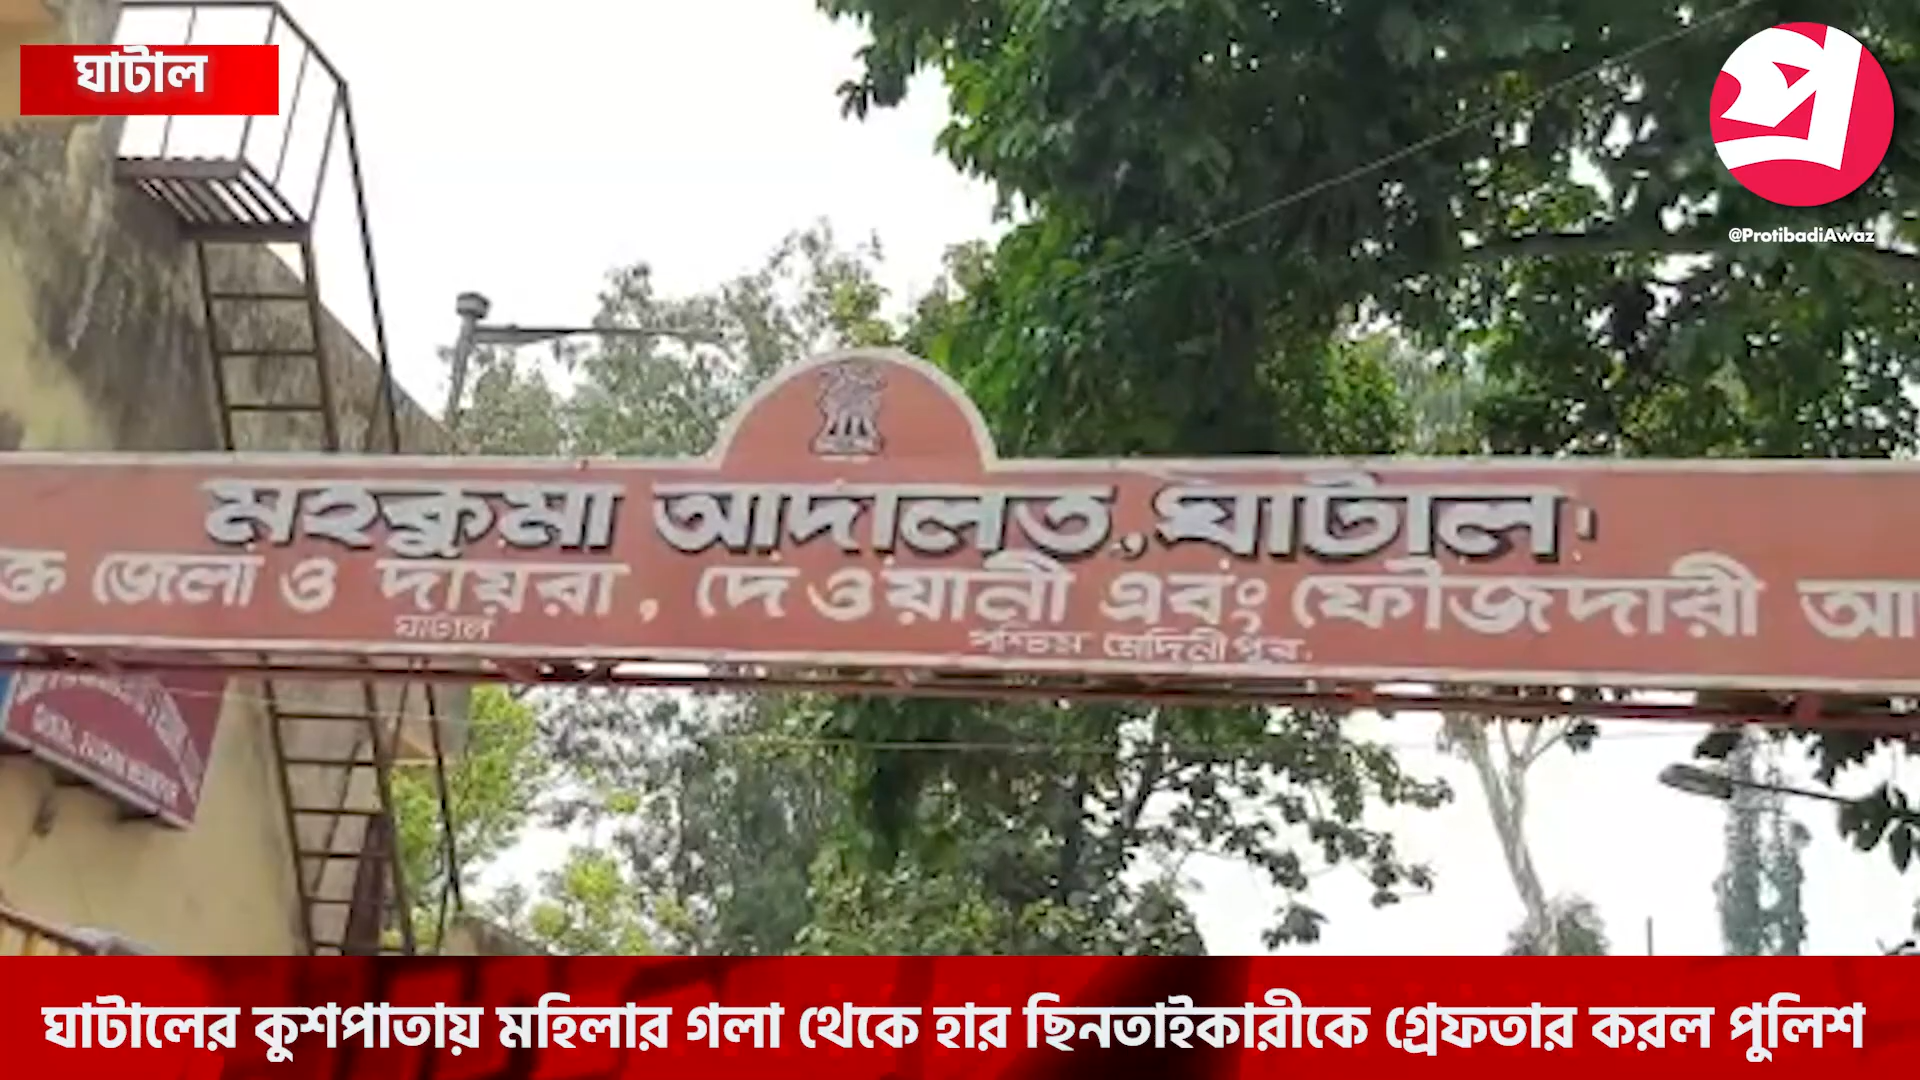 ঘাটাল
@ProtibadiAwaz
মহকুমা আদালত, ঘাটাল
জেলা ও দায়রা, দেওয়ানী এবং ফৌজদারী
ঘাটাল পশ্চিম মেদিনীপুর.
ঘাটালের কুশপাতায় মহিলার গলা থেকে হার ছিনতাইকারীকে গ্রেফতার করল পুলিশ